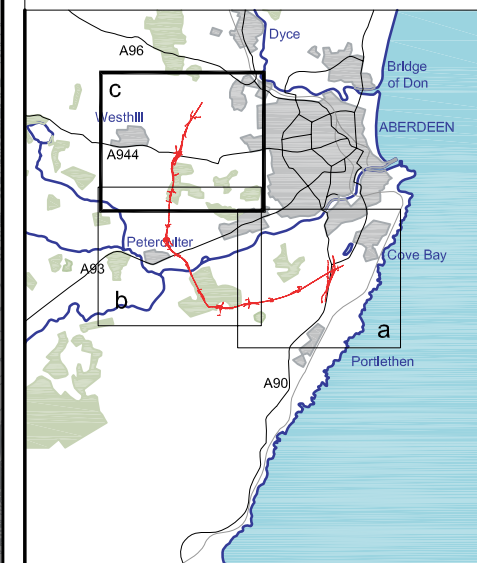 Dyce
A96
Bridge
of Don
c
Westhill
ABERDEEN
A944
Peterculter
Cove Bay
A93
b
a
Portlethen
A90